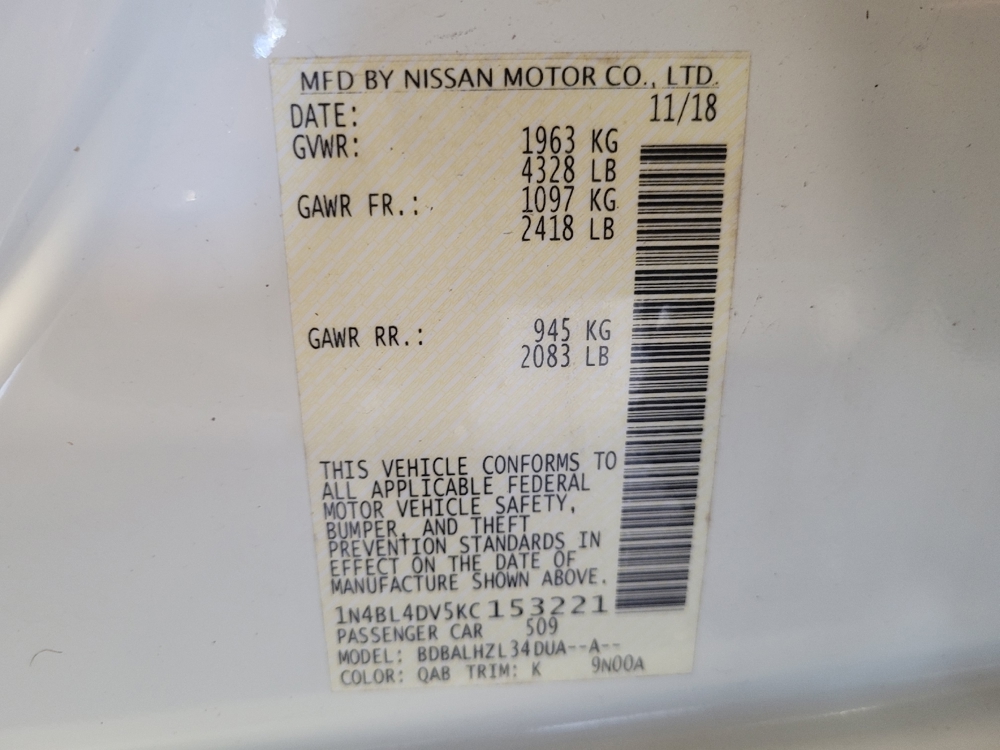 MFD BY NISSAN MOTOR CO., LTD.
DATE: 11/18
GVWR: 1963 KG
4328 LB
GAWR FR.: 1097 KG
2418 LB
GAWR RR.: 945 KG
2083 LB
THIS VEHICLE CONFORMS TO
ALL APPLICABLE FEDERAL
MOTOR VEHICLE SAFETY,
BUMPER, AND THEFT
PREVENTION STANDARDS IN
EFFECT ON THE DATE OF
MANUFACTURE SHOWN ABOVE.
1N4BL4DV5KC153221
PASSENGER CAR 509
MODEL: BDBALHZL34DUA--A--
COLOR: QAB TRIM: K 9N00A